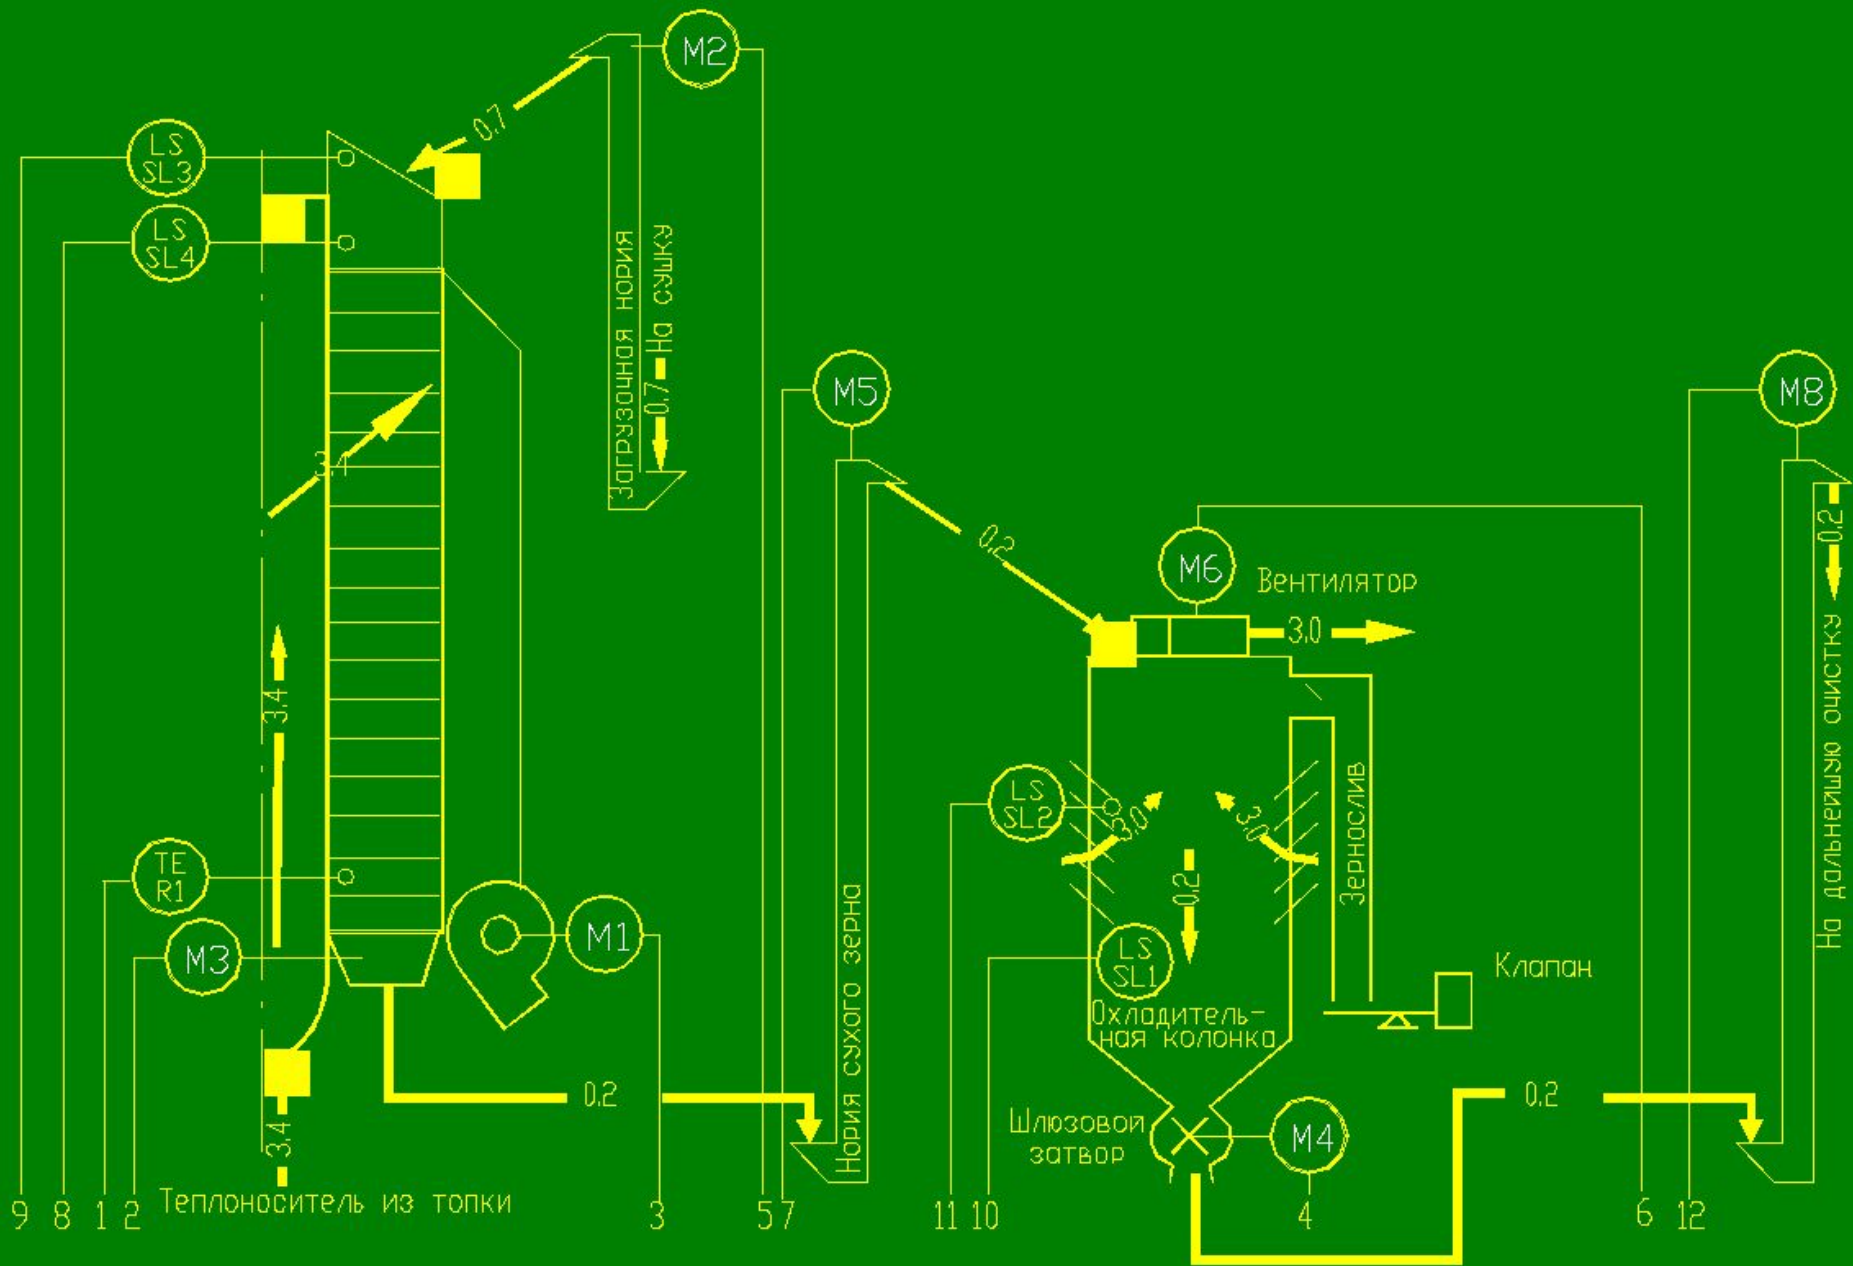 M2
0,7
LS
SL3
LS
SL4
Загрузочная нория
0,7
На сушку
M5
M8
3,4
0,2
0,2
M6
Вентилятор
3,0
3,4
LS
SL2
3,0
3,0
Зернослив
0,2
На дальнейшую очистку
TE
R1
M3
M1
LS
SL1
Клапан
Охладитель-
ная колонка
Нория сухого зерна
0,2
0,2
3,4
Шлюзовой
затвор
M4
Теплоноситель из топки
9 8 1 2 3 5 7 11 10 4 6 12